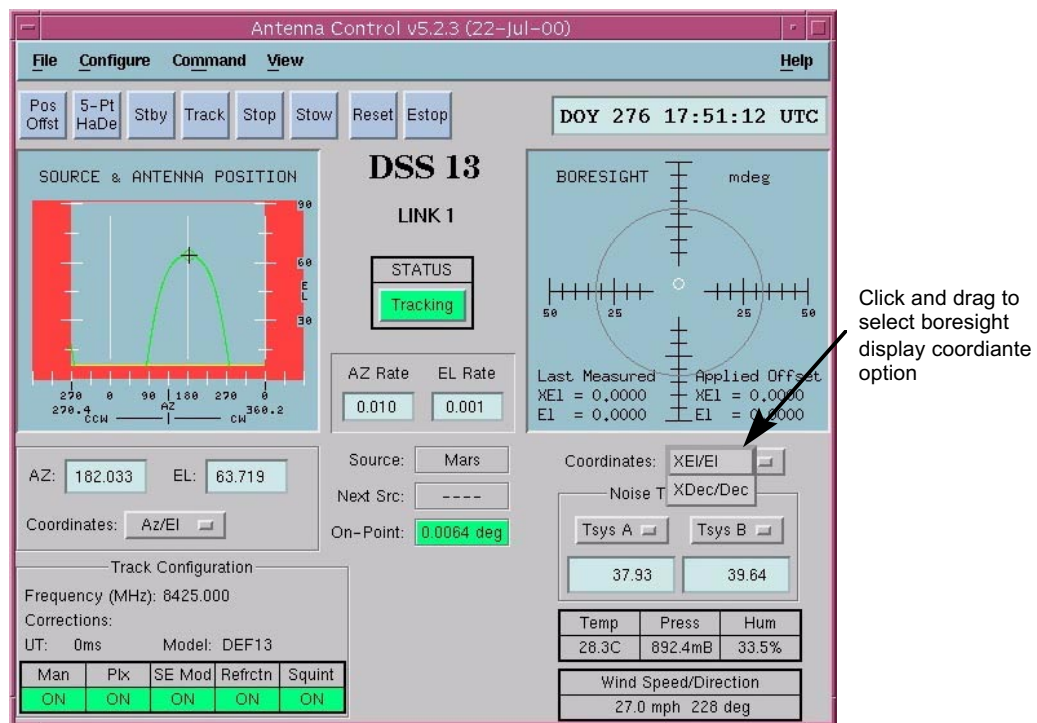 Antenna Control v5.2.3 (22-Jul-00)
File Configure Command View Help
Pos Offst
5-Pt HaDe
Stby
Track
Stop
Stow
Reset
Estop
DOY 276 17:51:12 UTC
SOURCE & ANTENNA POSITION
90
60
EL
30
270 0 90 180 270 0
270.4 AZ 360.2
CCW CW
DSS 13
LINK 1
STATUS
Tracking
AZ Rate EL Rate
0.010 0.001
BORESIGHT mdeg
50 25 25 50
Last Measured Applied Offset
XEl = 0.0000 XEl = 0.0000
El = 0.0000 El = 0.0000
Click and drag to
select boresight
display coordiante
option
AZ: 182.033 EL: 63.719
Coordinates: Az/El
Source: Mars
Next Src: ----
On-Point: 0.0064 deg
Coordinates: XEl/El
XDec/Dec
Noise T
Tsys A Tsys B
37.93 39.64
Track Configuration
Frequency (MHz): 8425.000
Corrections:
UT: 0ms Model: DEF13
Man Plx SE Mod Refrctn Squint
ON ON ON ON ON
Temp Press Hum
28.3C 892.4mB 33.5%
Wind Speed/Direction
27.0 mph 228 deg